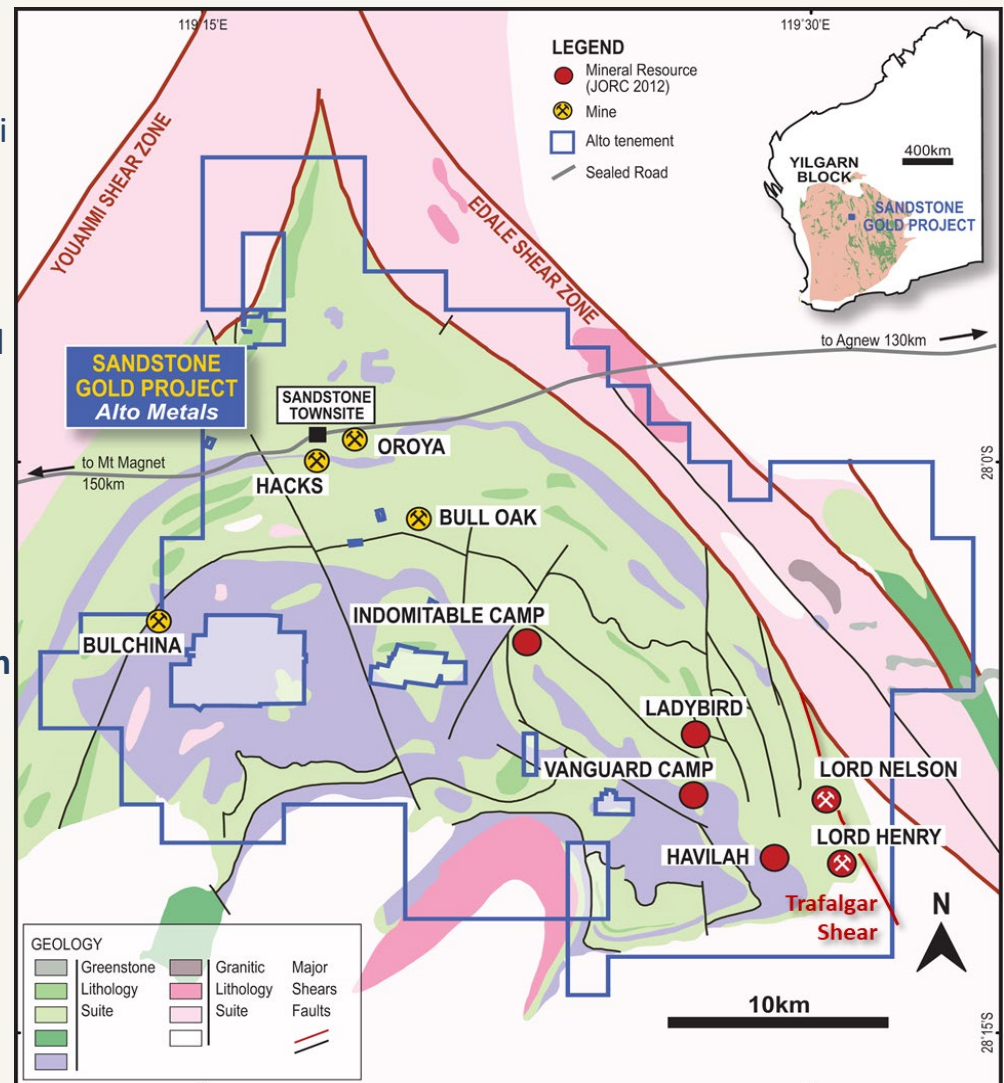 119°15'E
119°30'E
LEGEND
Mineral Resource
(JORC 2012)
Mine
Alto tenement
Sealed Road
400km
YILGARN
BLOCK
SANDSTONE
GOLD PROJECT
YOUANMI SHEAR ZONE
EDALE SHEAR ZONE
to Agnew 130km
SANDSTONE
GOLD PROJECT
Alto Metals
SANDSTONE
TOWNSITE
OROYA
HACKS
to Mt Magnet
150km
28°0'S
BULL OAK
INDOMITABLE CAMP
BULCHINA
LADYBIRD
VANGUARD CAMP
LORD NELSON
LORD HENRY
HAVILAH
Trafalgar
Shear
N
10km
28°15'S
GEOLOGY
Greenstone
Lithology
Suite
Granitic
Lithology
Suite
Major
Shears
Faults